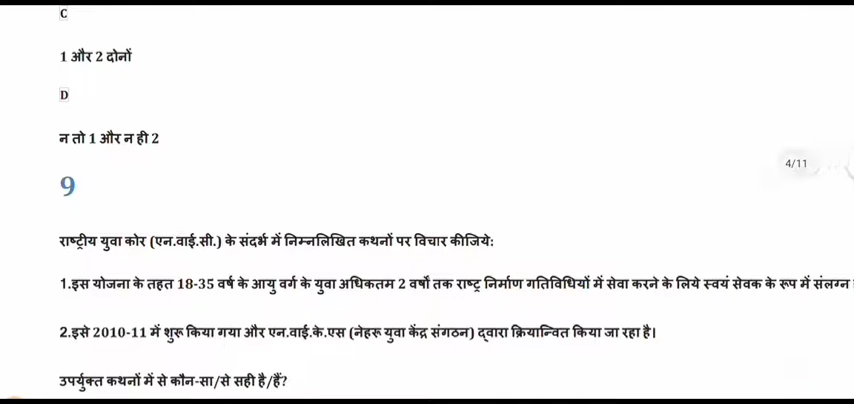 C
1 और 2 दोनों
D
न तो 1 और न ही 2
4/11
9
राष्ट्रीय युवा कोर (एन.वाई.सी.) के संदर्भ में निम्नलिखित कथनों पर विचार कीजिये:
1.इस योजना के तहत 18-35 वर्ष के आयु वर्ग के युवा अधिकतम 2 वर्षों तक राष्ट्र निर्माण गतिविधियों में सेवा करने के लिये स्वयं सेवक के रूप में संलग्न
2.इसे 2010-11 में शुरू किया गया और एन.वाई.के.एस (नेहरू युवा केंद्र संगठन) द्वारा क्रियान्वित किया जा रहा है।
उपर्युक्त कथनों में से कौन-सा/से सही है/हैं?